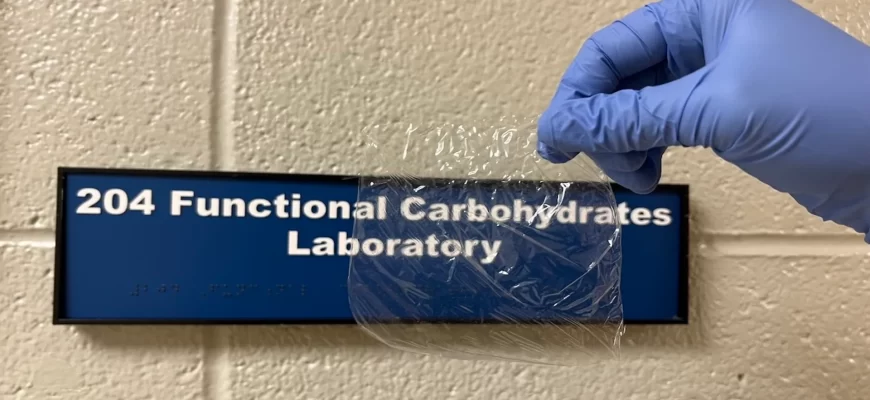 204 Functional Carbohydrates
Laboratory